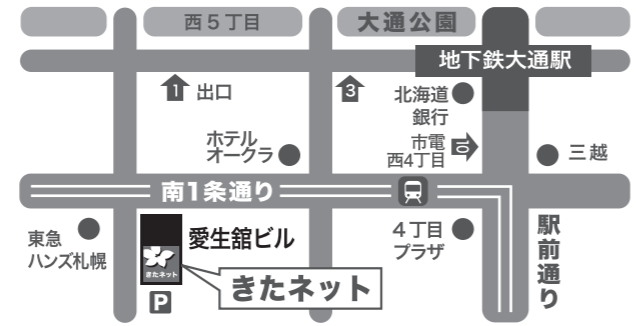 西5丁目
大通公園
地下鉄大通駅
1
出口
3
北海道
銀行
ホテル
オークラ
市電
西4丁目
10
三越
南1条通り
東急
ハンズ札幌
愛生舘ビル
きたネット
P
きたネット
4丁目
プラザ
駅前通り